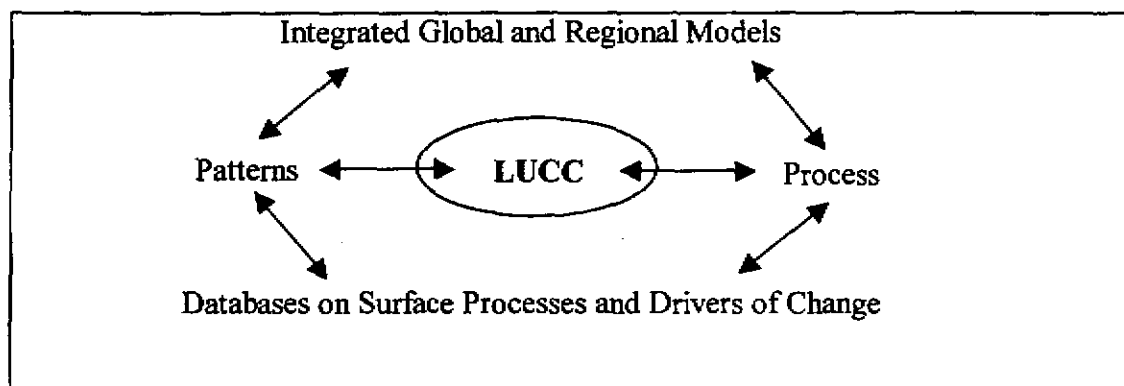 Integrated Global and Regional Models
Patterns
LUCC
Process
Databases on Surface Processes and Drivers of Change